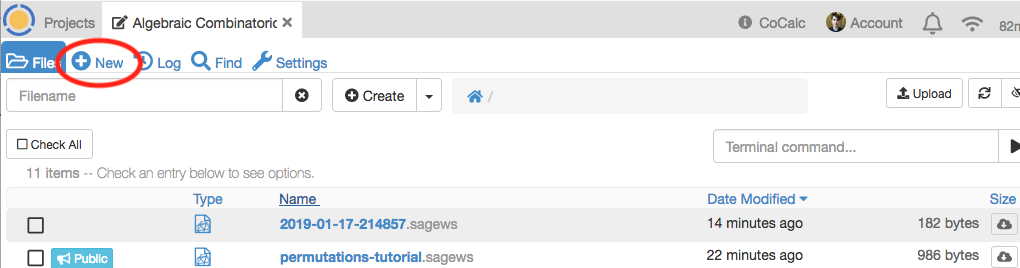 Projects Algebraic Combinatoric CoCalc Account 82
Files New Log Find Settings
Filename Create / Upload
Check All Terminal command...
11 items -- Check an entry below to see options.
Type Name Date Modified Size
2019-01-17-214857.sagews 14 minutes ago 182 bytes
Public permutations-tutorial.sagews 22 minutes ago 986 bytes